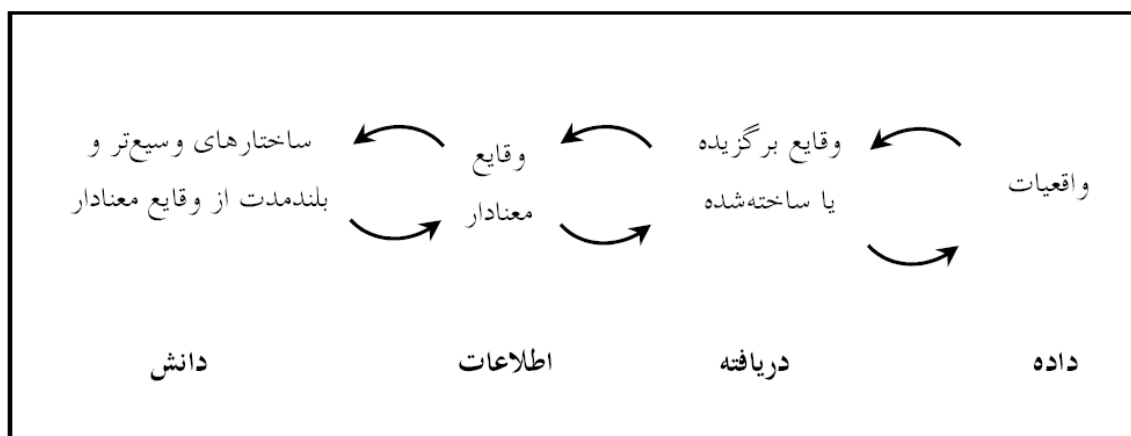 واقعیات
وقایع برگزیده
یا ساخته‌شده
وقایع
معنادار
ساختارهای وسیع‌تر و
بلندمدت از وقایع معنادار
داده
دریافته
اطلاعات
دانش